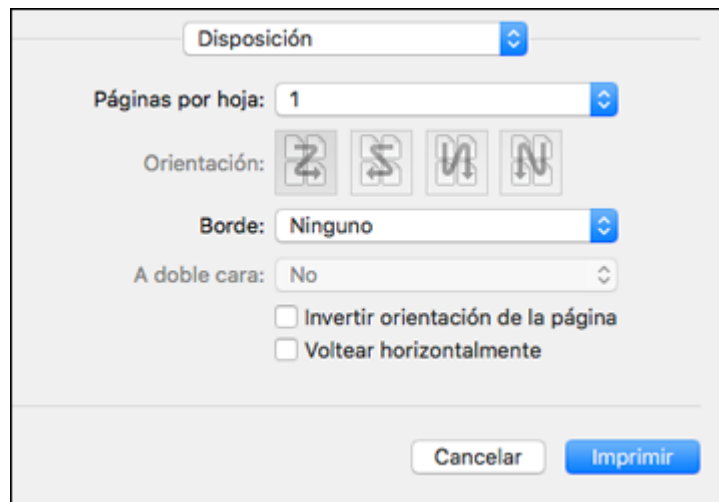 Disposición
Páginas por hoja: 1
Orientación:
Borde: Ninguno
A doble cara: No
Invertir orientación de la página
Voltear horizontalmente
Cancelar Imprimir